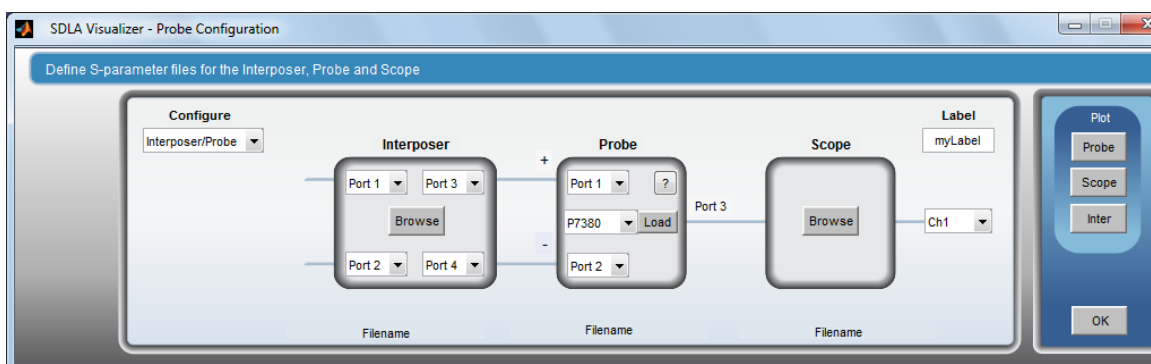 SDLA Visualizer - Probe Configuration
Define S-parameter files for the Interposer, Probe and Scope
Configure
Interposer/Probe
Interposer
Port 1
Port 3
Browse
Port 2
Port 4
Filename
+
-
Probe
Port 1
?
P7380
Load
Port 2
Filename
Port 3
Scope
Browse
Filename
Label
myLabel
Ch1
Plot
Probe
Scope
Inter
OK